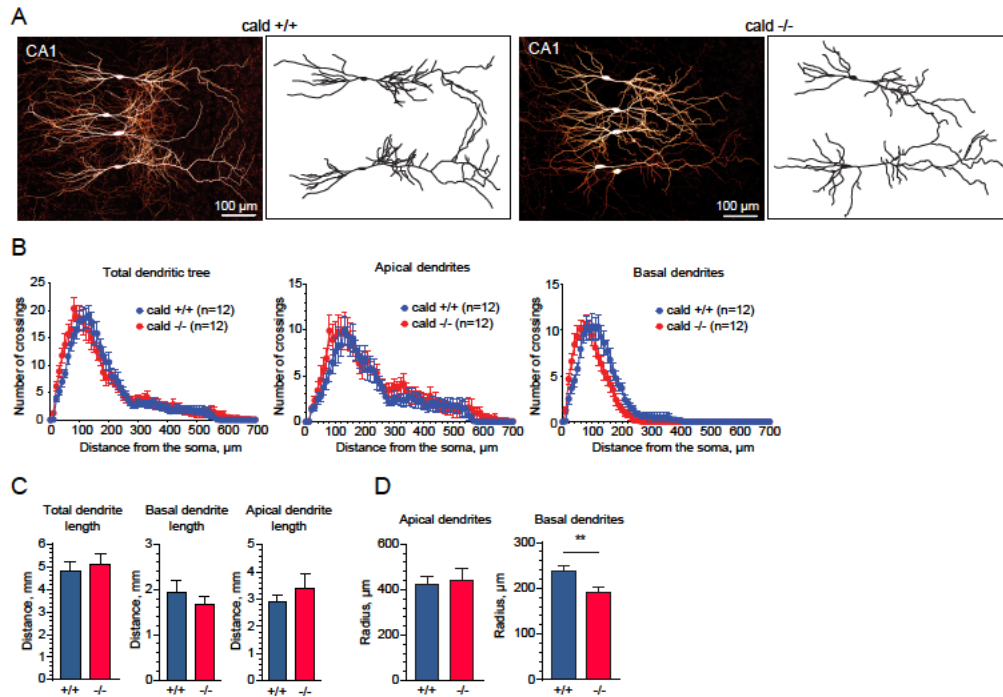 A
cald +/+
cald -/-
CA1
100 µm
CA1
100 µm
B
Total dendritic tree
Number of crossings
25
20
15
10
5
0
cald +/+ (n=12)
cald -/- (n=12)
0 100 200 300 400 500 600 700
Distance from the soma, µm
Apical dendrites
Number of crossings
15
10
5
0
cald +/+ (n=12)
cald -/- (n=12)
0 100 200 300 400 500 600 700
Distance from the soma, µm
Basal dendrites
Number of crossings
15
10
5
0
cald +/+ (n=12)
cald -/- (n=12)
0 100 200 300 400 500 600 700
Distance from the soma, µm
C
Total dendrite
length
Distance, mm
6
5
4
3
2
1
0
+/+ -/-
Basal dendrite
length
Distance, mm
3
2
1
0
+/+ -/-
Apical dendrite length
Distance, mm
5
4
3
2
1
0
+/+ -/-
D
Apical dendrites
Radius, µm
600
400
200
0
+/+ -/-
Basal dendrites
**
Radius, µm
300
200
100
0
+/+ -/-